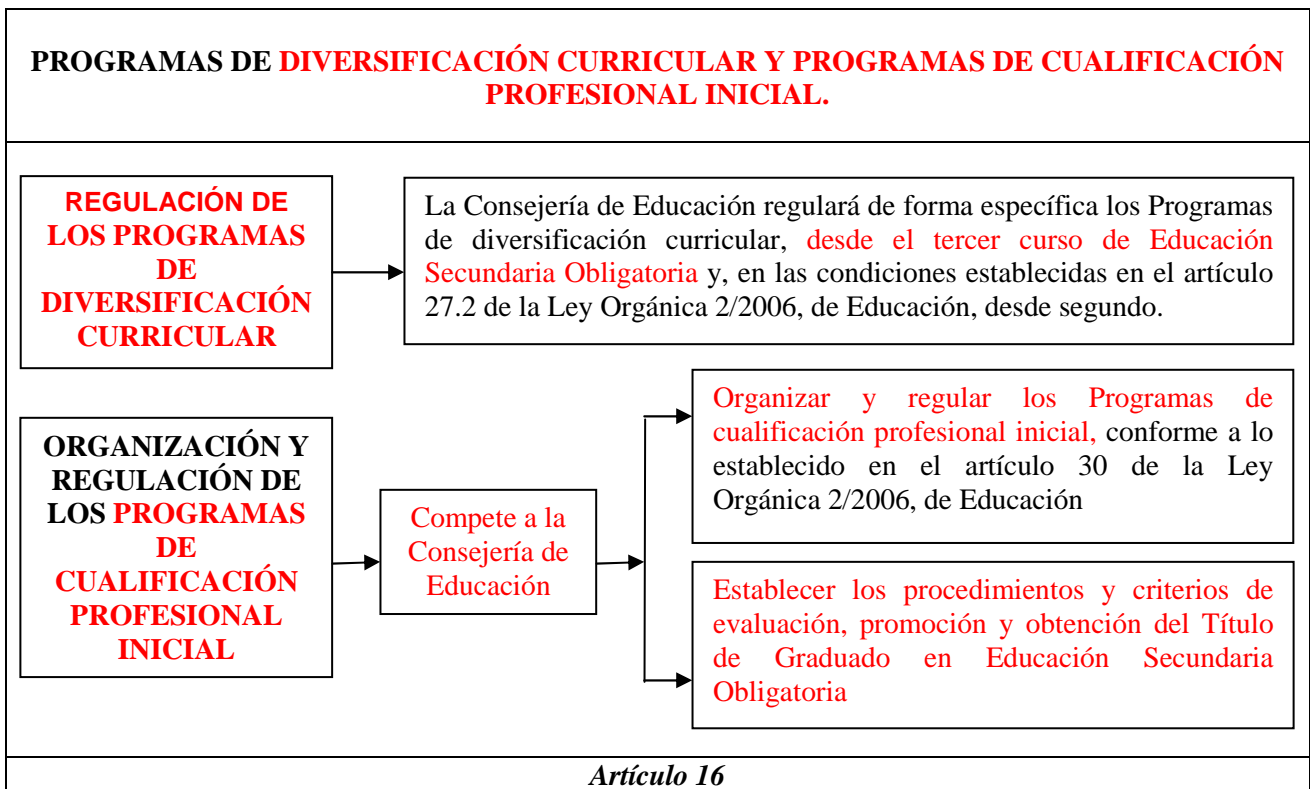 PROGRAMAS DE DIVERSIFICACIÓN CURRICULAR Y PROGRAMAS DE CUALIFICACIÓN
PROFESIONAL INICIAL.
REGULACIÓN DE
LOS PROGRAMAS
DE
DIVERSIFICACIÓN
CURRICULAR
La Consejería de Educación regulará de forma específica los Programas
de diversificación curricular, desde el tercer curso de Educación
Secundaria Obligatoria y, en las condiciones establecidas en el artículo
27.2 de la Ley Orgánica 2/2006, de Educación, desde segundo.
ORGANIZACIÓN Y
REGULACIÓN DE
LOS PROGRAMAS
DE
CUALIFICACIÓN
PROFESIONAL
INICIAL
Compete a la
Consejería de
Educación
Organizar y regular los Programas de
cualificación profesional inicial, conforme a lo
establecido en el artículo 30 de la Ley
Orgánica 2/2006, de Educación
Establecer los procedimientos y criterios de
evaluación, promoción y obtención del Título
de Graduado en Educación Secundaria
Obligatoria
Artículo 16